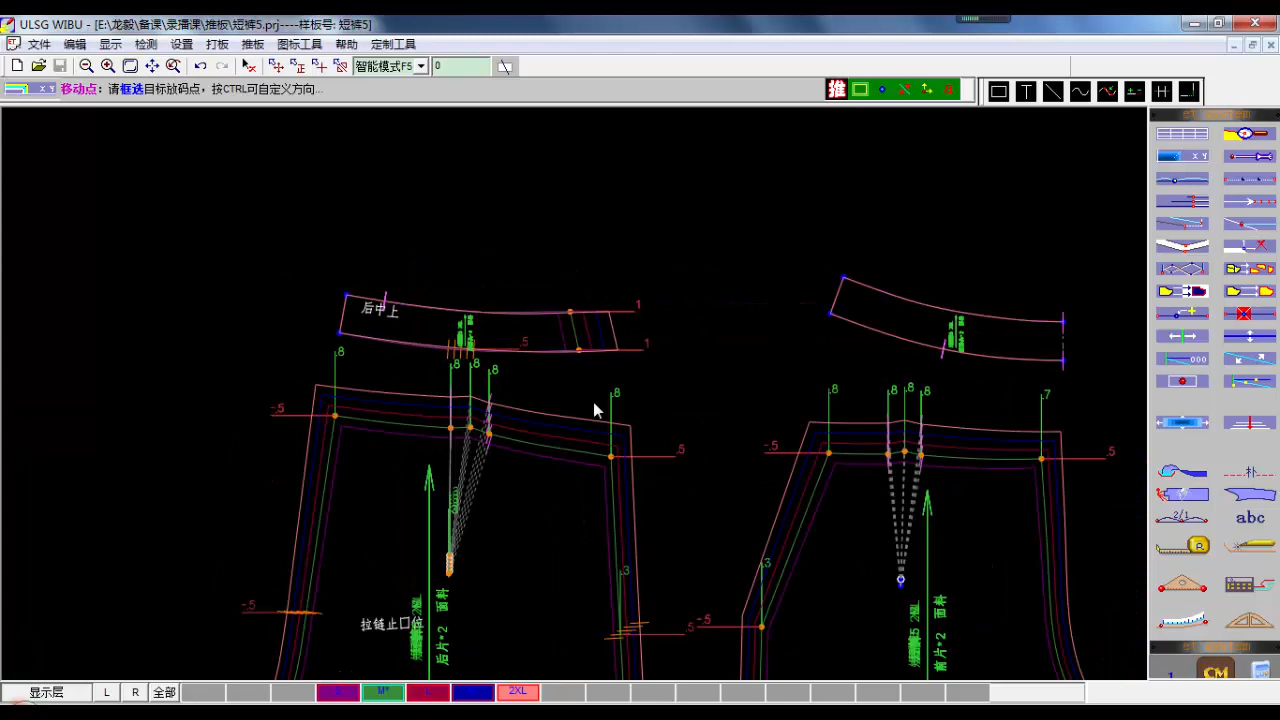 ULSG WIBU - [E:\龙毅\备课\录播课\推板\短裤5.prj----样板号: 短裤5]
文件 编辑 显示 检测 设置 打板 推板 图标工具 帮助 定制工具
智能模式F5 0
移动点: 请框选目标放码点, 按CTRL可自定义方向...
推
X Y
000
补
2/1 abc
后中上
1
.5 1
.8 .8 .8 .8 .8
-.5 .5
.8 .8 .8 .8 .7
-.5 .5
.3 .3
-.5 .5 -.5
拉链止口位
后片*2 面料
前片*2 面料
显示层 L R 全部 M* L 2XL
1